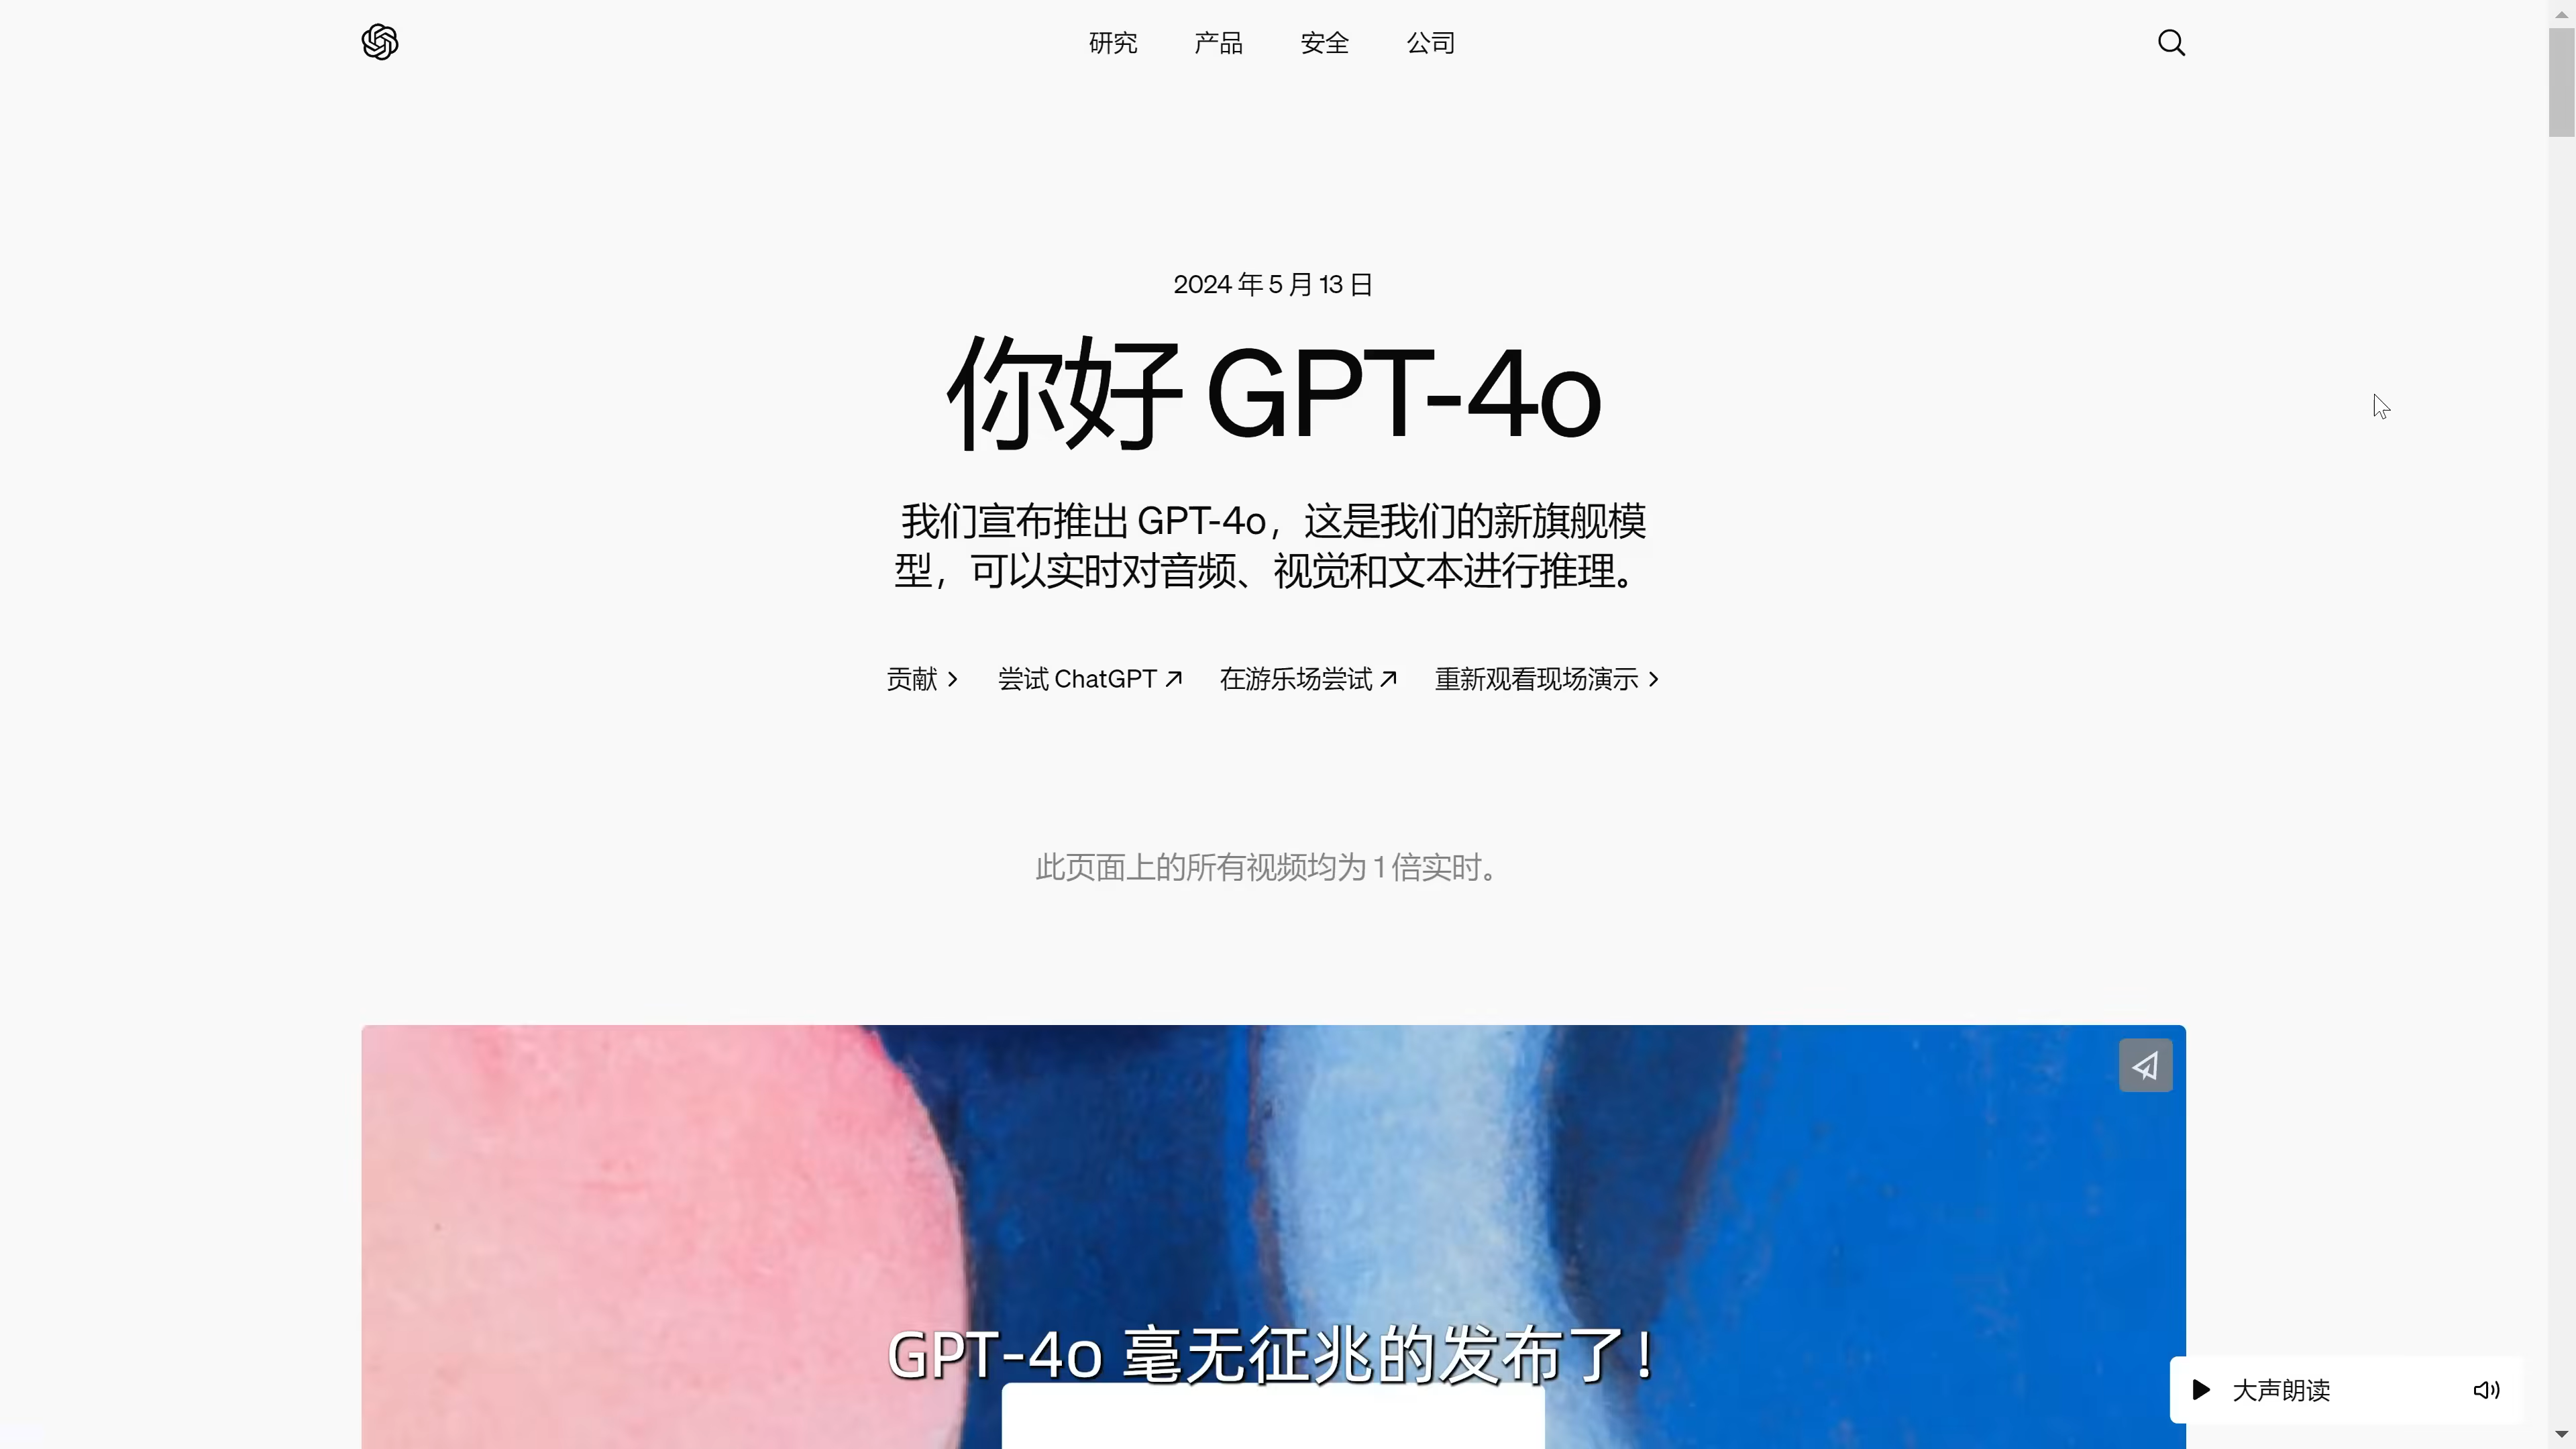 研究 产品 安全 公司
2024 年 5 月 13 日
你好 GPT-4o
我们宣布推出 GPT-4o，这是我们的新旗舰模
型，可以实时对音频、视觉和文本进行推理。
贡献 尝试 ChatGPT 在游乐场尝试 重新观看现场演示
此页面上的所有视频均为 1 倍实时。
GPT-4o 毫无征兆的发布了！
大声朗读